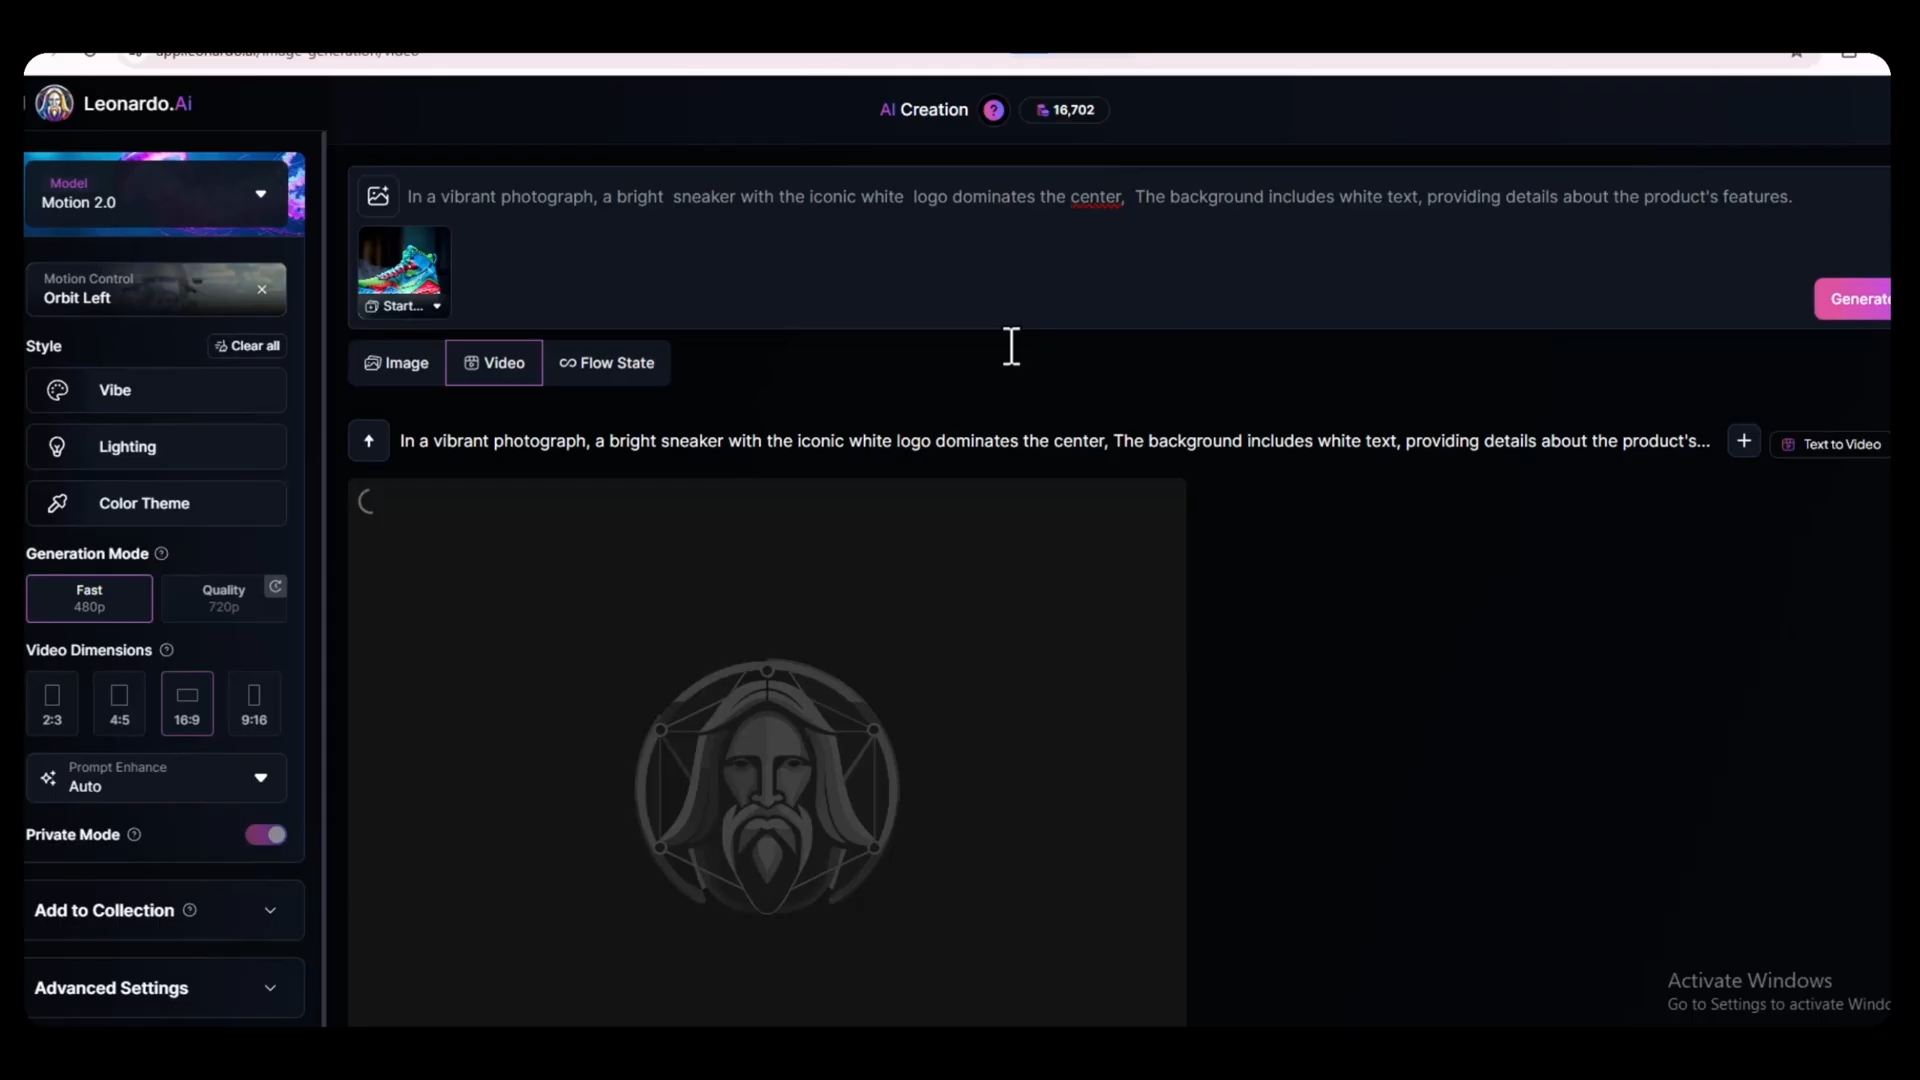 Leonardo.Ai
AI Creation
?
16,702
Model
Motion 2.0
In a vibrant photograph, a bright  sneaker with the iconic white  logo dominates the center,  The background includes white text, providing details about the product's features.
Motion Control
Orbit Left
Start...
Generate
Style
Clear all
Image
Video
Flow State
Vibe
In a vibrant photograph, a bright sneaker with the iconic white logo dominates the center, The background includes white text, providing details about the product's...
Text to Video
Lighting
Color Theme
Generation Mode
Fast
480p
Quality
720p
Video Dimensions
2:3
4:5
16:9
9:16
Prompt Enhance
Auto
Private Mode
Add to Collection
Advanced Settings
Activate Windows
Go to Settings to activate Windo